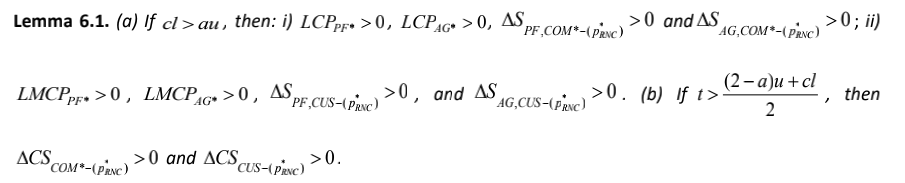 Lemma 6.1. (a) If $cl > au$, then: i) $LCP_{PF^*} > 0$, $LCP_{AG^*} > 0$, $\Delta S_{PF,COM^*-(p^*_{RNC})} > 0$ and $\Delta S_{AG,COM^*-(p^*_{RNC})} > 0$; ii)
$LMCP_{PF^*} > 0$, $LMCP_{AG^*} > 0$, $\Delta S_{PF,CUS-(p^*_{RNC})} > 0$, and $\Delta S_{AG,CUS-(p^*_{RNC})} > 0$. (b) If $t > \frac{(2-a)u+cl}{2}$, then
$\Delta CS_{COM^*-(p^*_{RNC})} > 0$ and $\Delta CS_{CUS-(p^*_{RNC})} > 0$.